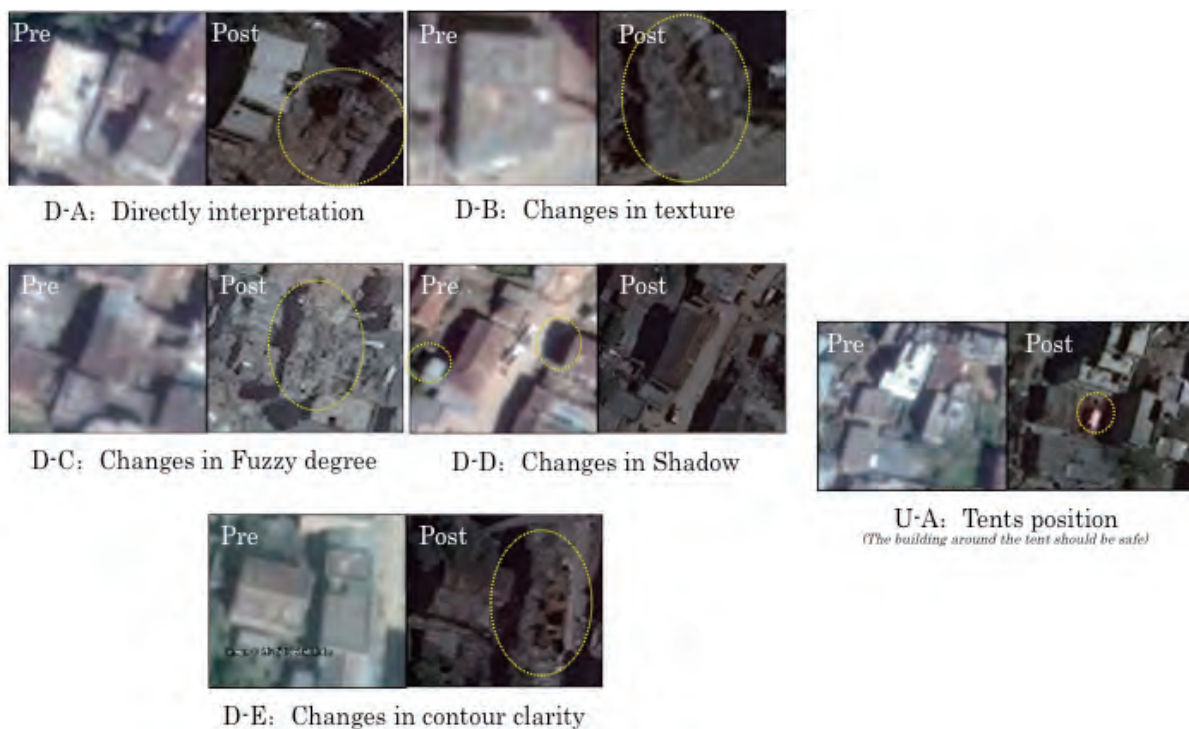 Pre Post Pre Post
D-A: Directly interpretation D-B: Changes in texture
Pre Post Pre Post
D-C: Changes in Fuzzy degree D-D: Changes in Shadow
Pre Post
U-A: Tents position
(The building around the tent should be safe)
Pre Post
D-E: Changes in contour clarity